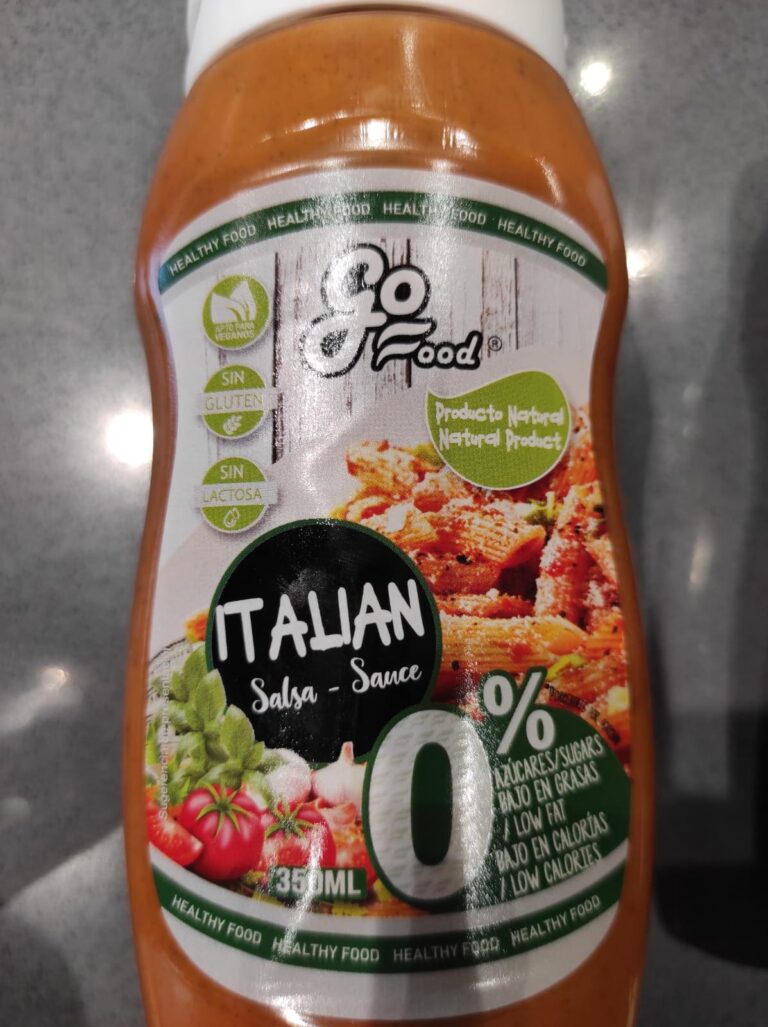 HEALTHY FOOD HEALTHY FOOD HEALTHY FOOD HEALTHY FOOD
go
Food ®
APTO PARA
VEGANOS
SIN
GLUTEN
SIN
LACTOSA
Producto Natural
Natural Product
ITALIAN
Salsa - Sauce
0%
AZÚCARES/SUGARS
BAJO EN GRASAS
/ LOW FAT
BAJO EN CALORÍAS
/ LOW CALORIES
350ML
HEALTHY FOOD HEALTHY FOOD HEALTHY FOOD HEALTHY FOOD